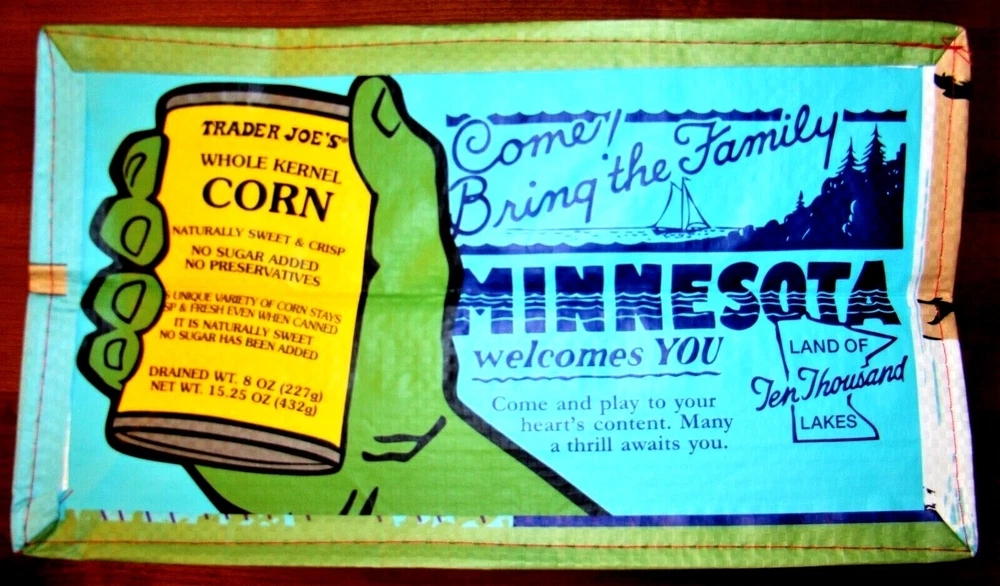 TRADER JOE'S®
WHOLE KERNEL
CORN
NATURALLY SWEET & CRISP
NO SUGAR ADDED
NO PRESERVATIVES
UNIQUE VARIETY OF CORN STAYS
& FRESH EVEN WHEN CANNED
IT IS NATURALLY SWEET
NO SUGAR HAS BEEN ADDED
DRAINED WT. 8 OZ (227g)
NET WT. 15.25 OZ (432g)
Come!
Bring the Family
MINNESOTA
welcomes YOU
Come and play to your
heart's content. Many
a thrill awaits you.
LAND OF
Ten Thousand
LAKES